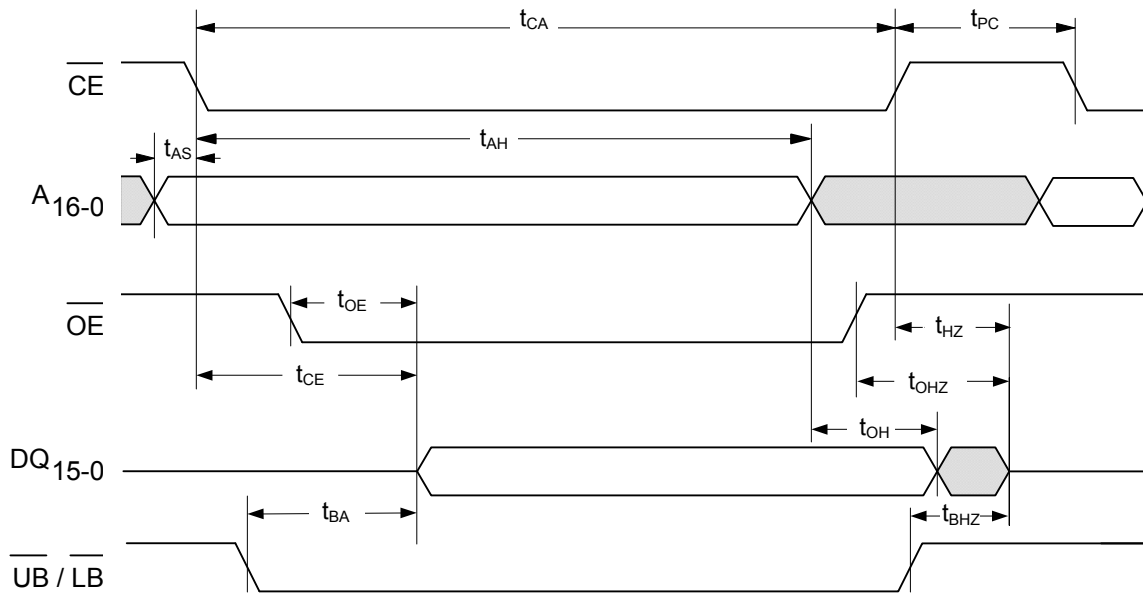 tCA
tPC
CE
tAS
tAH
A16-0
OE
tOE
tHZ
tCE
tOHZ
tOH
DQ15-0
tBA
tBHZ
UB / LB